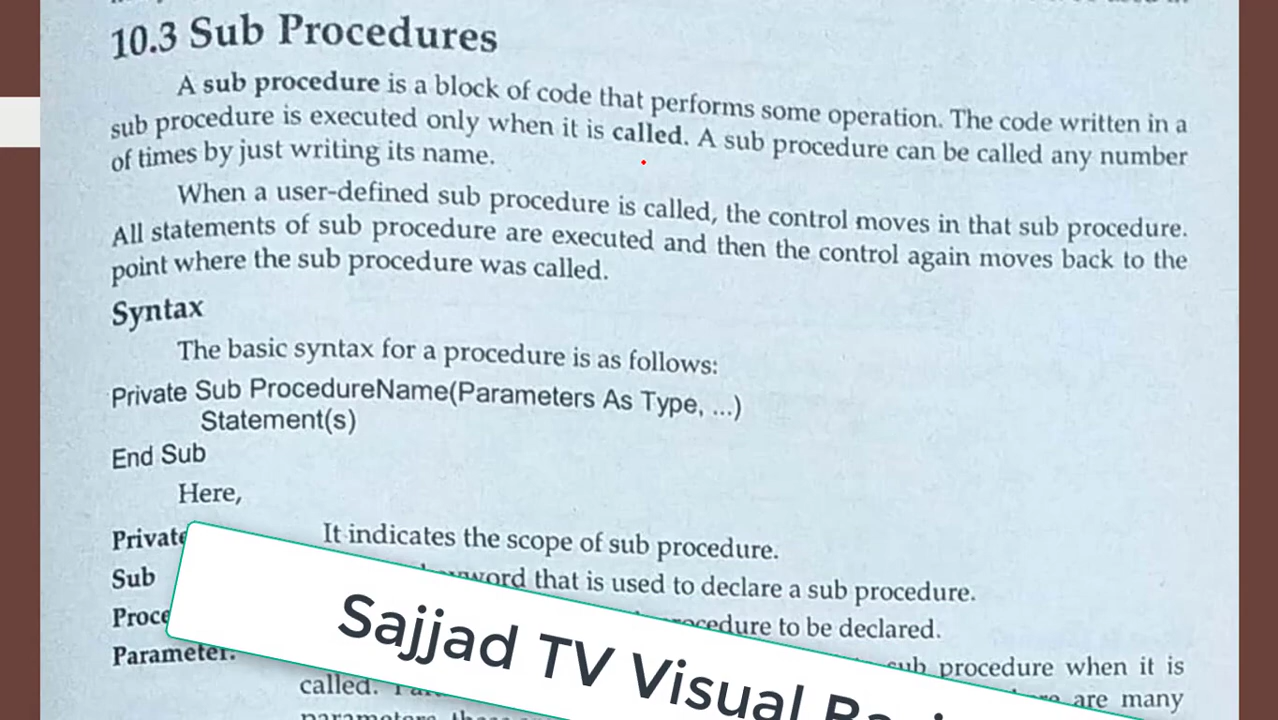 10.3 Sub Procedures
A sub procedure is a block of code that performs some operation. The code written in a
sub procedure is executed only when it is called. A sub procedure can be called any number
of times by just writing its name.
When a user-defined sub procedure is called, the control moves in that sub procedure.
All statements of sub procedure are executed and then the control again moves back to the
point where the sub procedure was called.
Syntax
The basic syntax for a procedure is as follows:
Private Sub ProcedureName(Parameters As Type, ...)
Statement(s)
End Sub
Here,
Private It indicates the scope of sub procedure.
Sub that is used to declare a sub procedure.
to be declared.
Parameter: sub procedure when it is
called. are many
Sajjad TV Visual